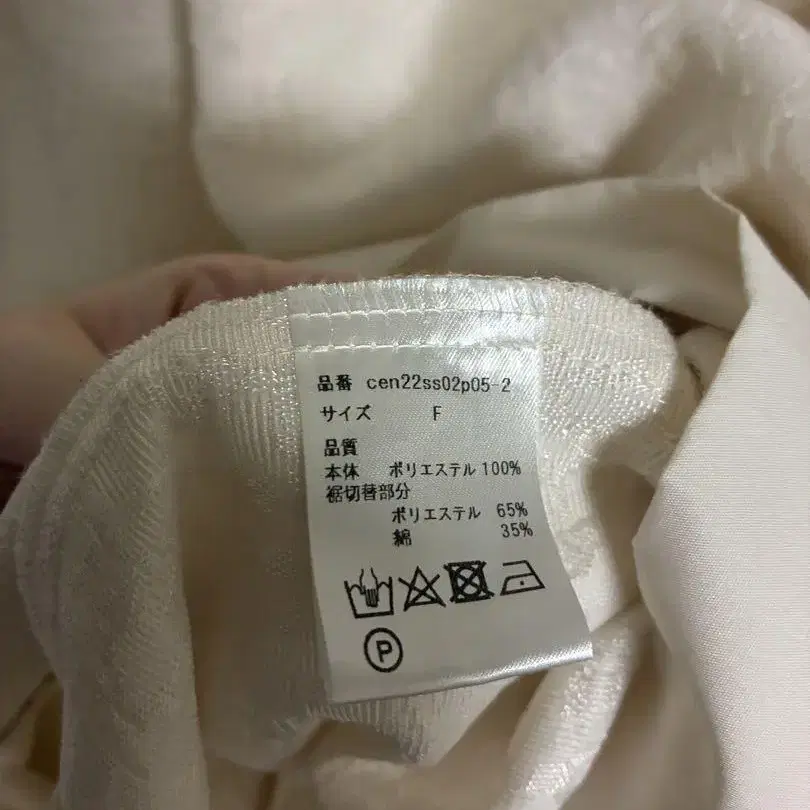 品番 cen22ss02p05-2
サイズ F
品質
本体 ポリエステル 100%
裾切替部分
ポリエステル 65%
綿 35%
P